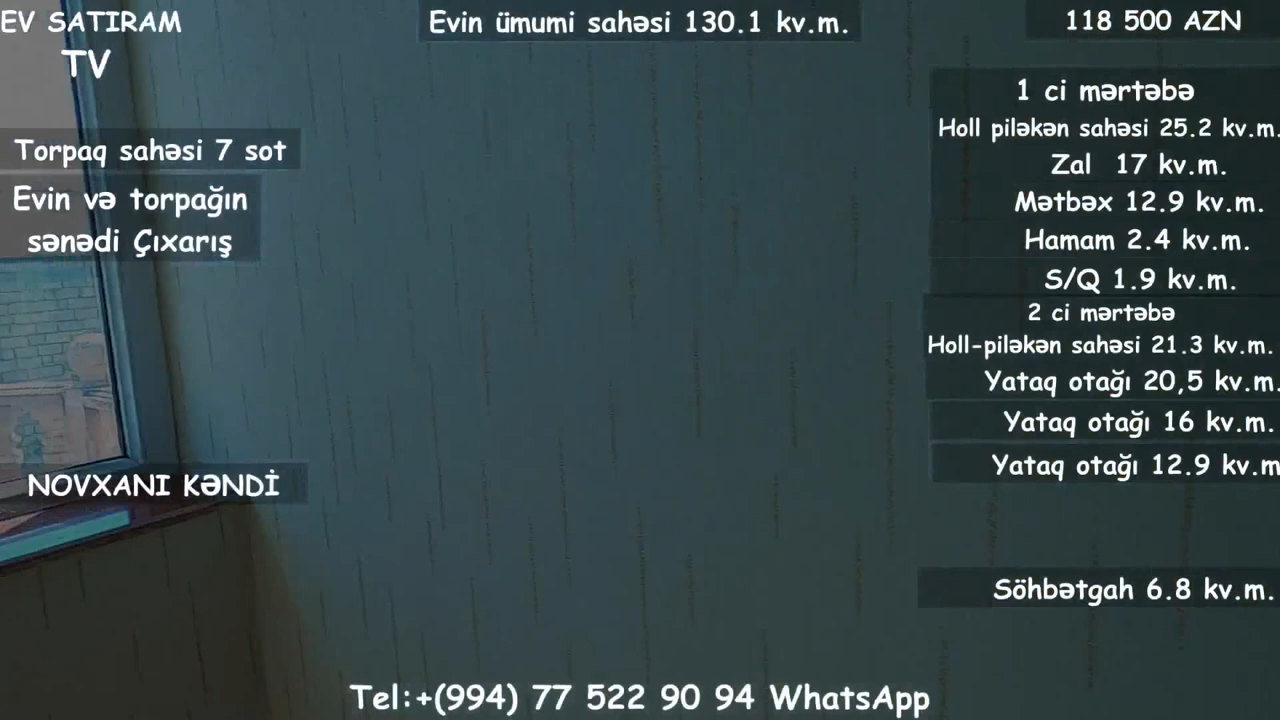 EV SATIRAM
TV
Evin ümumi sahəsi 130.1 kv.m.
118 500 AZN
Torpaq sahəsi 7 sot
Evin və torpağın
sənədi Çıxarış
NOVXANI KƏNDİ
1 ci mərtəbə
Holl piləkən sahəsi 25.2 kv.m.
Zal 17 kv.m.
Mətbəx 12.9 kv.m.
Hamam 2.4 kv.m.
S/Q 1.9 kv.m.
2 ci mərtəbə
Holl-piləkən sahəsi 21.3 kv.m.
Yataq otağı 20,5 kv.m.
Yataq otağı 16 kv.m.
Yataq otağı 12.9 kv.m
Söhbətgah 6.8 kv.m.
Tel:+(994) 77 522 90 94 WhatsApp